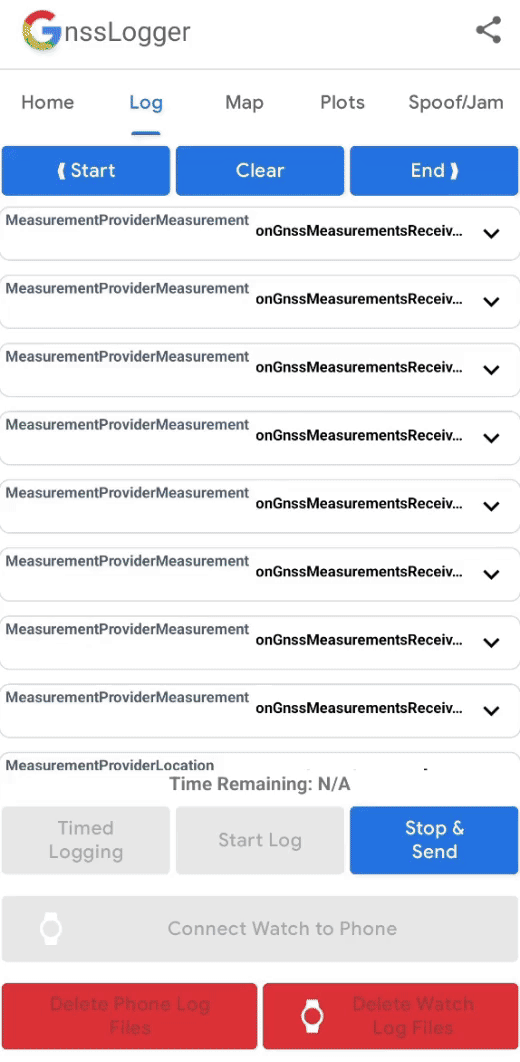 GnssLogger
Home Log Map Plots Spoof/Jam
⟪ Start Clear End ⟫
MeasurementProviderMeasurement onGnssMeasurementsReceiv...
MeasurementProviderMeasurement onGnssMeasurementsReceiv...
MeasurementProviderMeasurement onGnssMeasurementsReceiv...
MeasurementProviderMeasurement onGnssMeasurementsReceiv...
MeasurementProviderMeasurement onGnssMeasurementsReceiv...
MeasurementProviderMeasurement onGnssMeasurementsReceiv...
MeasurementProviderMeasurement onGnssMeasurementsReceiv...
MeasurementProviderMeasurement onGnssMeasurementsReceiv...
MeasurementProviderLocation
Time Remaining: N/A
Timed
Logging
Start Log
Stop &
Send
Connect Watch to Phone
Delete Phone Log
Files
Delete Watch
Log Files